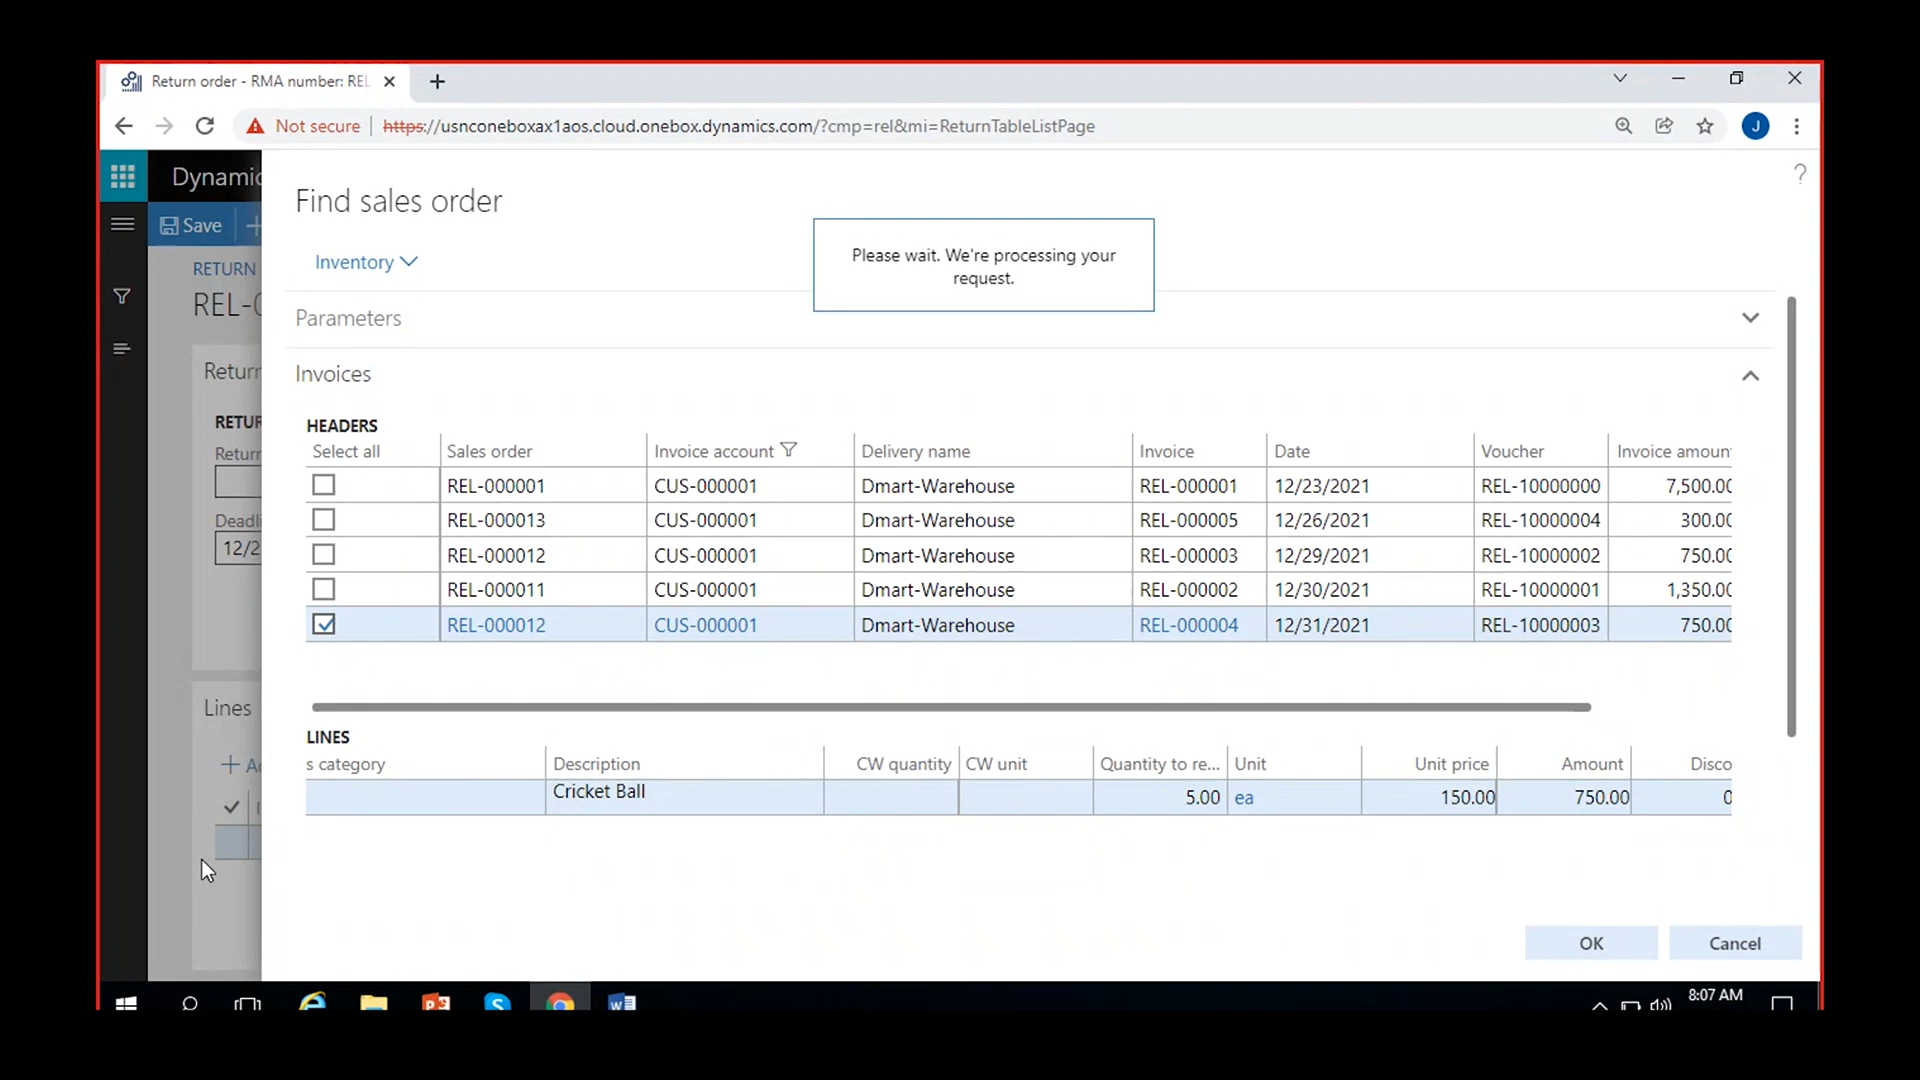 Return order - RMA number: REL
Not secure https://usnconeboxax1aos.cloud.onebox.dynamics.com/?cmp=rel&mi=ReturnTableListPage
J
Dynamic
Save
RETURN
REL-0
Return
RETUR
Return
Deadli
12/2
Lines
Find sales order
?
Please wait. We're processing your
request.
Inventory
Parameters
Invoices
HEADERS
Select all Sales order Invoice account Delivery name Invoice Date Voucher Invoice amoun
REL-000001 CUS-000001 Dmart-Warehouse REL-000001 12/23/2021 REL-10000000 7,500.00
REL-000013 CUS-000001 Dmart-Warehouse REL-000005 12/26/2021 REL-10000004 300.00
REL-000012 CUS-000001 Dmart-Warehouse REL-000003 12/29/2021 REL-10000002 750.00
REL-000011 CUS-000001 Dmart-Warehouse REL-000002 12/30/2021 REL-10000001 1,350.00
REL-000012 CUS-000001 Dmart-Warehouse REL-000004 12/31/2021 REL-10000003 750.00
LINES
s category Description CW quantity CW unit Quantity to re... Unit Unit price Amount Disco
Cricket Ball 5.00 ea 150.00 750.00 0
OK Cancel
8:07 AM